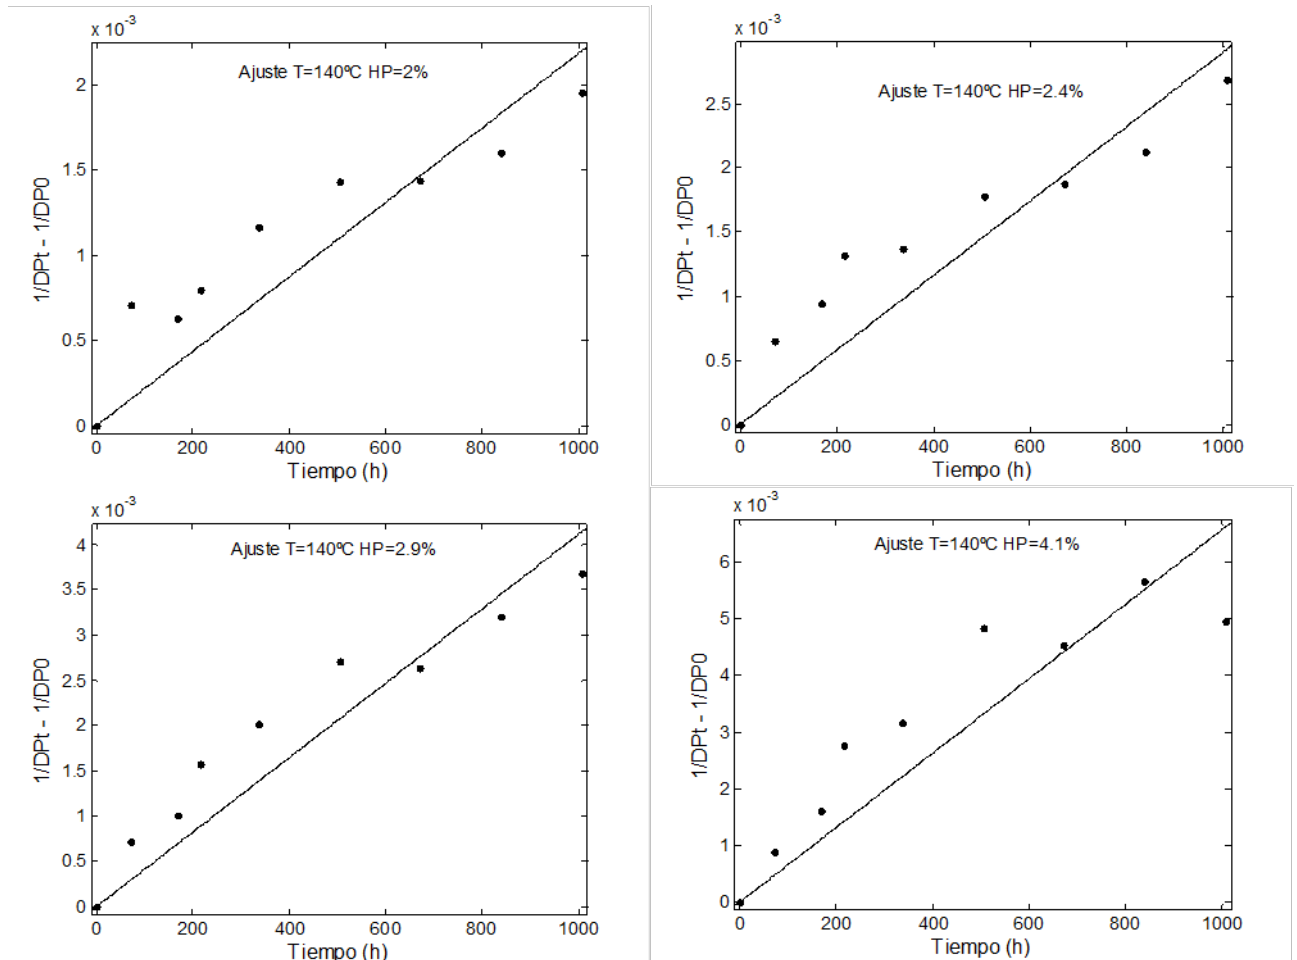 x 10⁻³
Ajuste T=140ºC HP=2%
2
1.5
1
0.5
0
1/DPt - 1/DP0
0 200 400 600 800 1000
Tiempo (h)
x 10⁻³
Ajuste T=140ºC HP=2.4%
2.5
2
1.5
1
0.5
0
1/DPt - 1/DP0
0 200 400 600 800 1000
Tiempo (h)
x 10⁻³
Ajuste T=140ºC HP=2.9%
4
3.5
3
2.5
2
1.5
1
0.5
0
1/DPt - 1/DP0
0 200 400 600 800 1000
Tiempo (h)
x 10⁻³
Ajuste T=140ºC HP=4.1%
6
5
4
3
2
1
0
1/DPt - 1/DP0
0 200 400 600 800 1000
Tiempo (h)